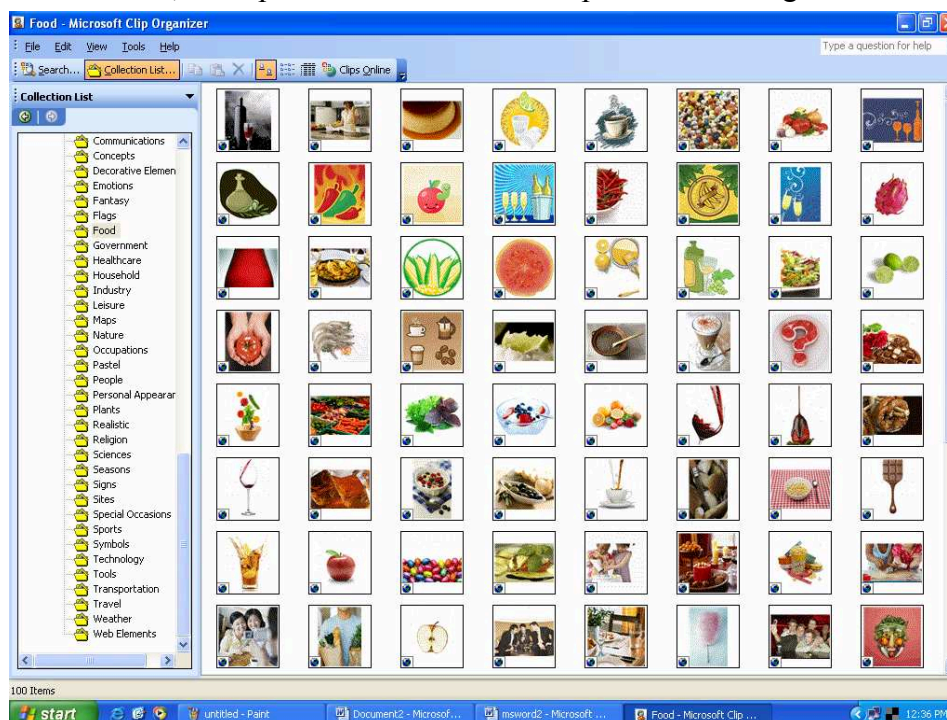 Food - Microsoft Clip Organizer
File Edit View Tools Help
Type a question for help
Search... Collection List... Clips Online
Collection List
Communications
Concepts
Decorative Elemen
Emotions
Fantasy
Flags
Food
Government
Healthcare
Household
Industry
Leisure
Maps
Nature
Occupations
Pastel
People
Personal Appearar
Plants
Realistic
Religion
Sciences
Seasons
Signs
Sites
Special Occasions
Sports
Symbols
Technology
Tools
Transportation
Travel
Weather
Web Elements
100 Items
start untitled - Paint Document2 - Microsof... msword2 - Microsoft ... Food - Microsoft Clip ... 12:36 PM